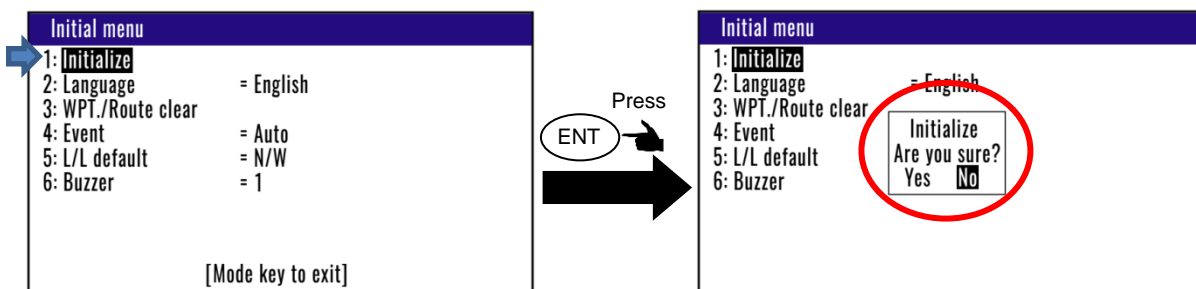 Initial menu
1: Initialize
2: Language = English
3: WPT./Route clear
4: Event = Auto
5: L/L default = N/W
6: Buzzer = 1
[Mode key to exit]
Press
ENT
Initial menu
1: Initialize
2: Language = English
3: WPT./Route clear
4: Event
5: L/L default
6: Buzzer
Initialize
Are you sure?
Yes No